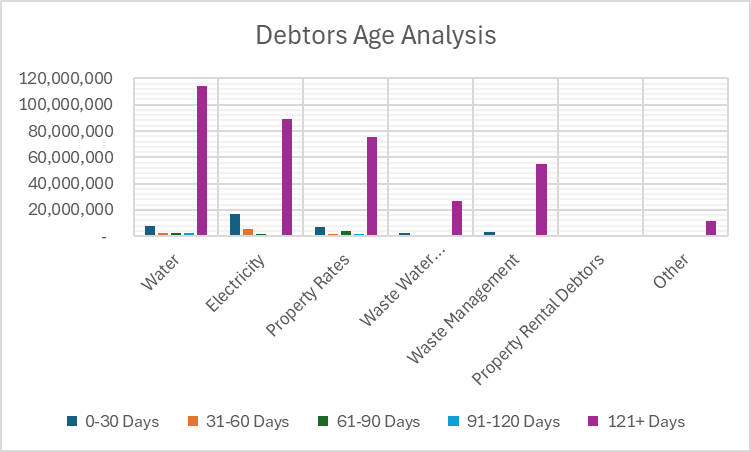 Debtors Age Analysis
120,000,000
100,000,000
80,000,000
60,000,000
40,000,000
20,000,000
-
Water
Electricity
Property Rates
Waste Water...
Waste Management
Property Rental Debtors
Other
0-30 Days 31-60 Days 61-90 Days 91-120 Days 121+ Days